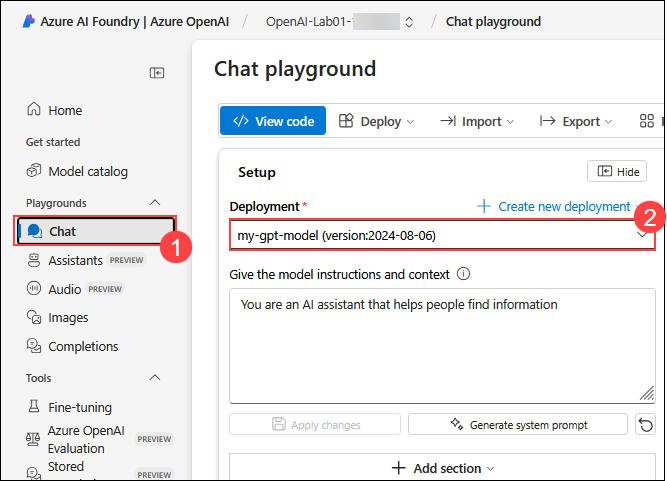 Azure AI Foundry | Azure OpenAI / OpenAI-Lab01- / Chat playground
Home
Get started
Model catalog
Playgrounds
Chat
1
Assistants PREVIEW
Audio PREVIEW
Images
Completions
Tools
Fine-tuning
Azure OpenAI
Evaluation
PREVIEW
Stored
Completions
PREVIEW
Chat playground
View code
Deploy
Import
Export
Setup
Hide
Deployment *
Create new deployment
2
my-gpt-model (version:2024-08-06)
Give the model instructions and context
You are an AI assistant that helps people find information
Apply changes
Generate system prompt
Add section